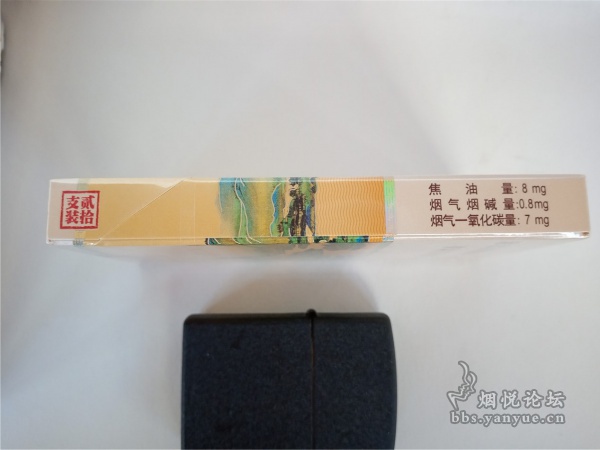 贰拾
支装
焦油量: 8 mg
烟气烟碱量:0.8mg
烟气一氧化碳量: 7 mg
烟悦论坛
bbs.yanyue.cn